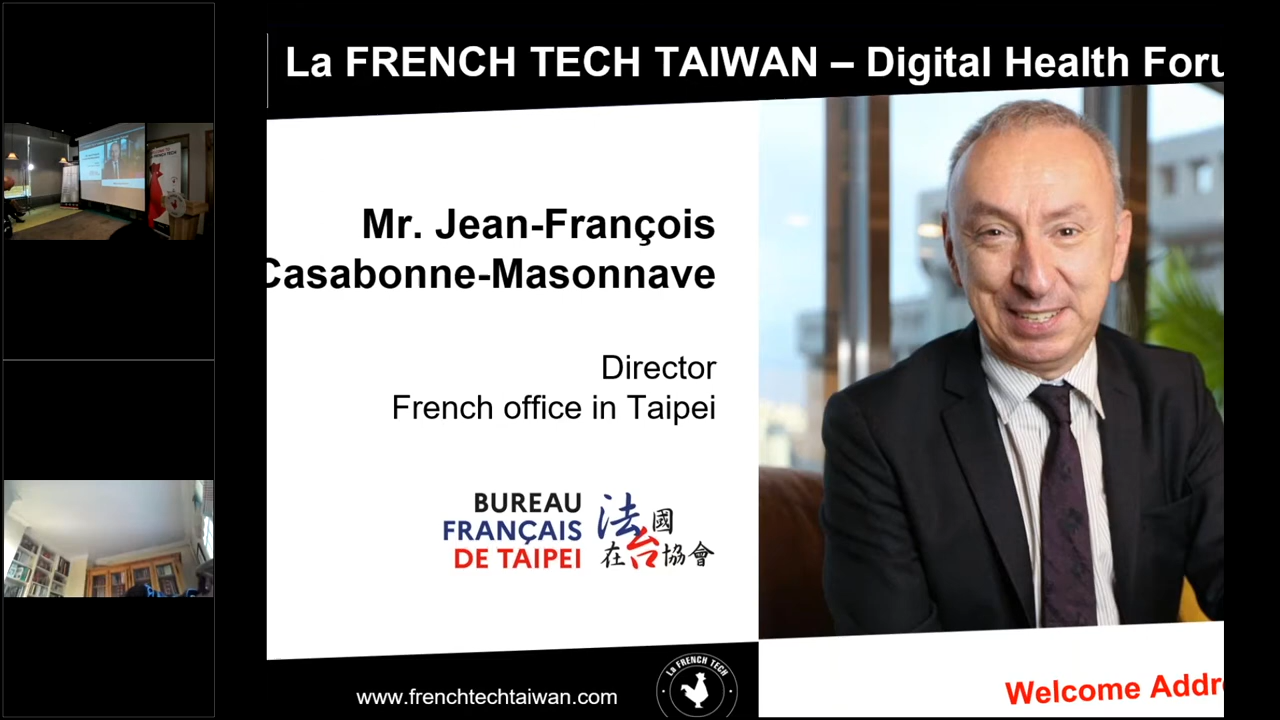 La FRENCH TECH TAIWAN – Digital Health Foru
Mr. Jean-François
Casabonne-Masonnave
Director
French office in Taipei
BUREAU
FRANÇAIS
DE TAIPEI
法國
在台協會
www.frenchtechtaiwan.com
La FRENCH TECH
Welcome Addre